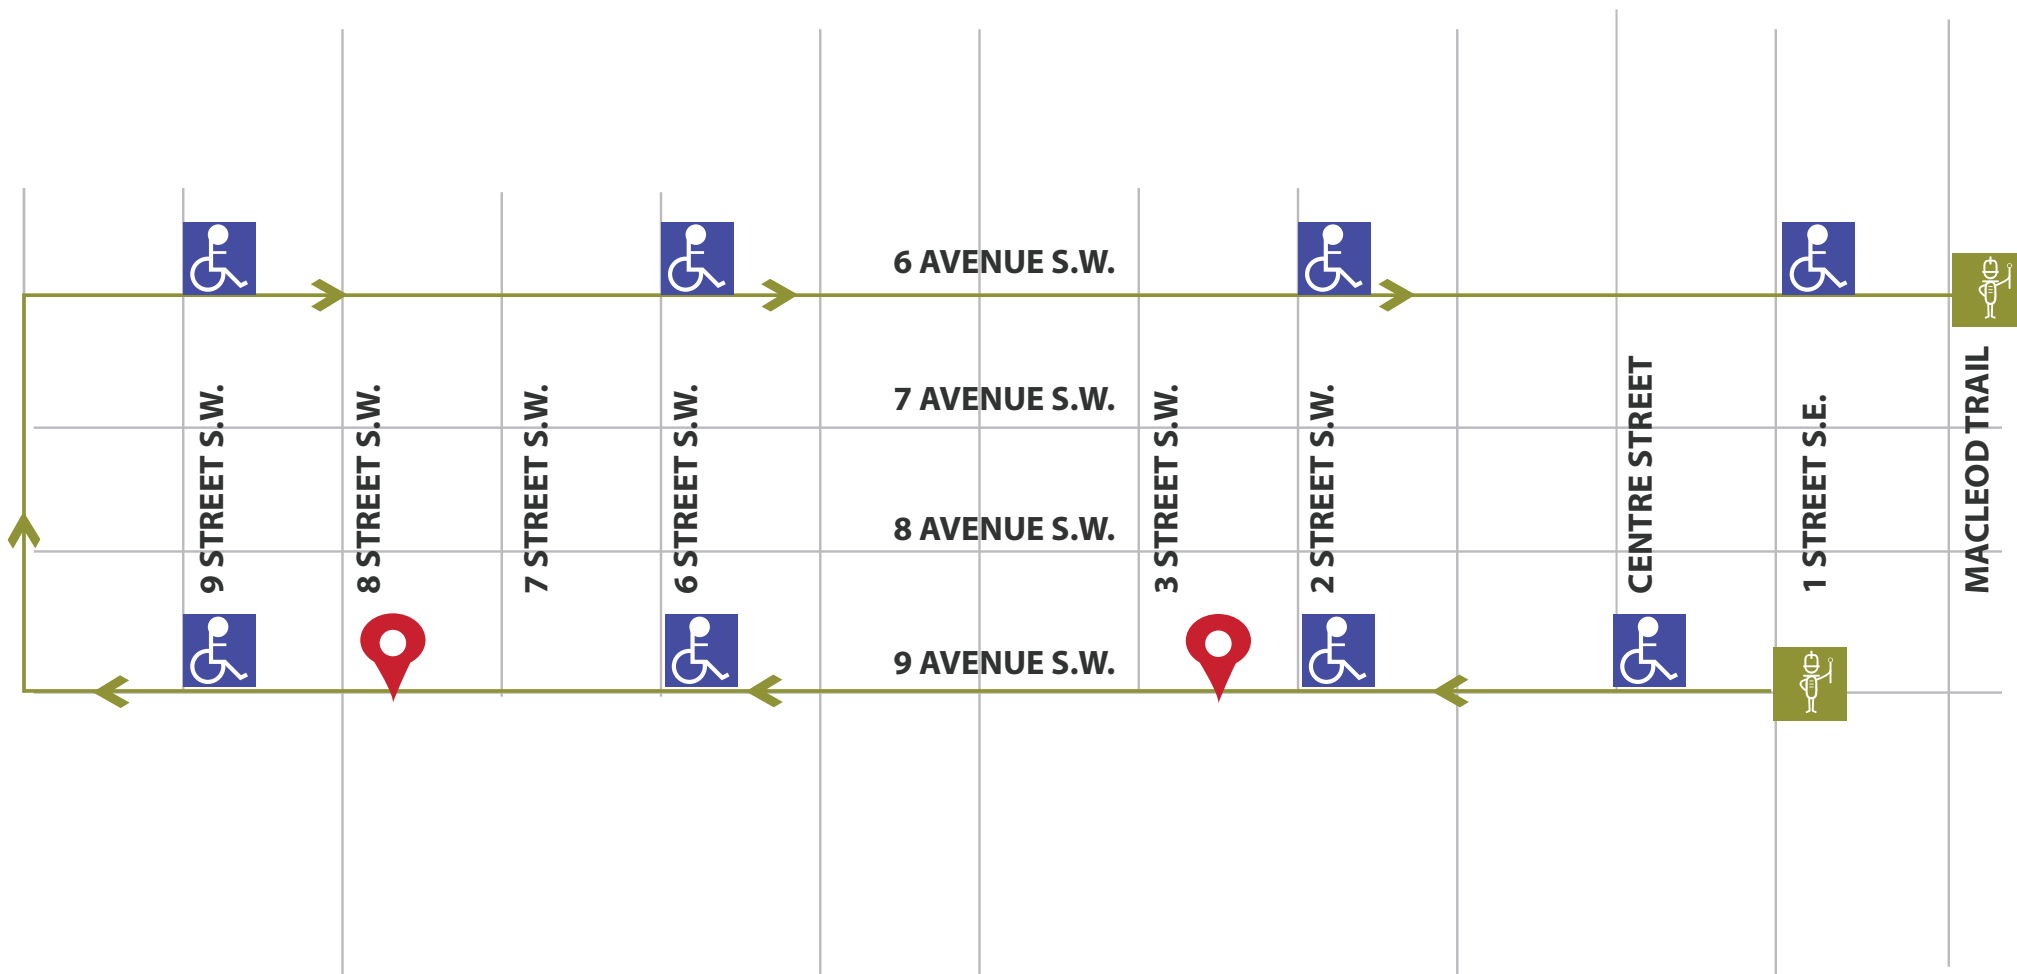 6 AVENUE S.W.
7 AVENUE S.W.
8 AVENUE S.W.
9 AVENUE S.W.
9 STREET S.W.
8 STREET S.W.
7 STREET S.W.
6 STREET S.W.
3 STREET S.W.
2 STREET S.W.
CENTRE STREET
1 STREET S.E.
MACLEOD TRAIL